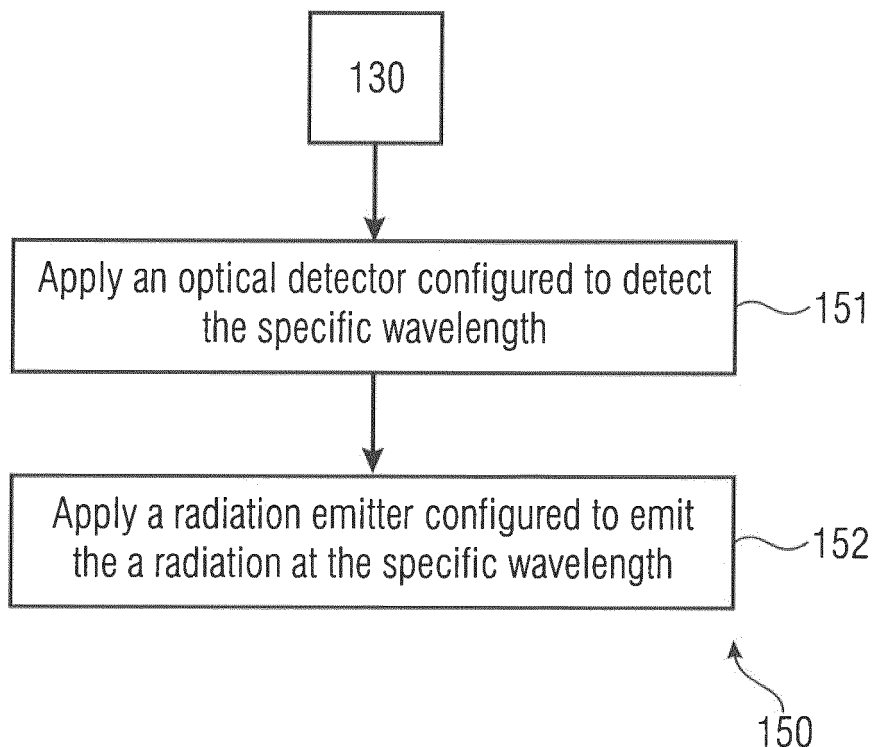 130
Apply an optical detector configured to detect
the specific wavelength
151
Apply a radiation emitter configured to emit
the a radiation at the specific wavelength
152
150